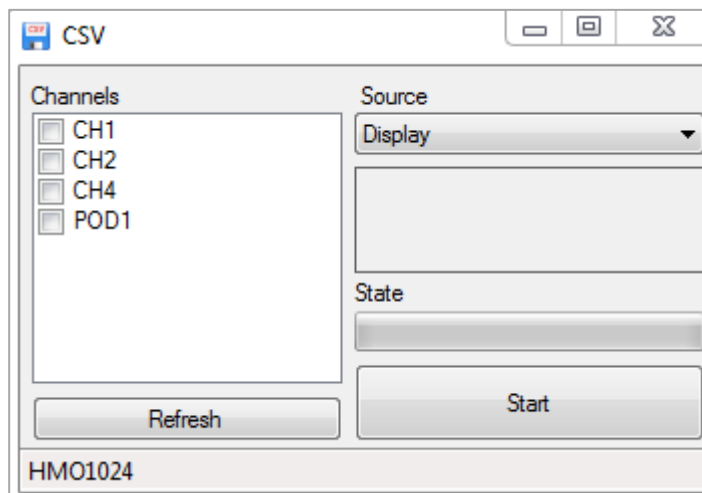 CSV
Channels
CH1
CH2
CH4
POD1
Refresh
Source
Display
State
Start
HMO1024